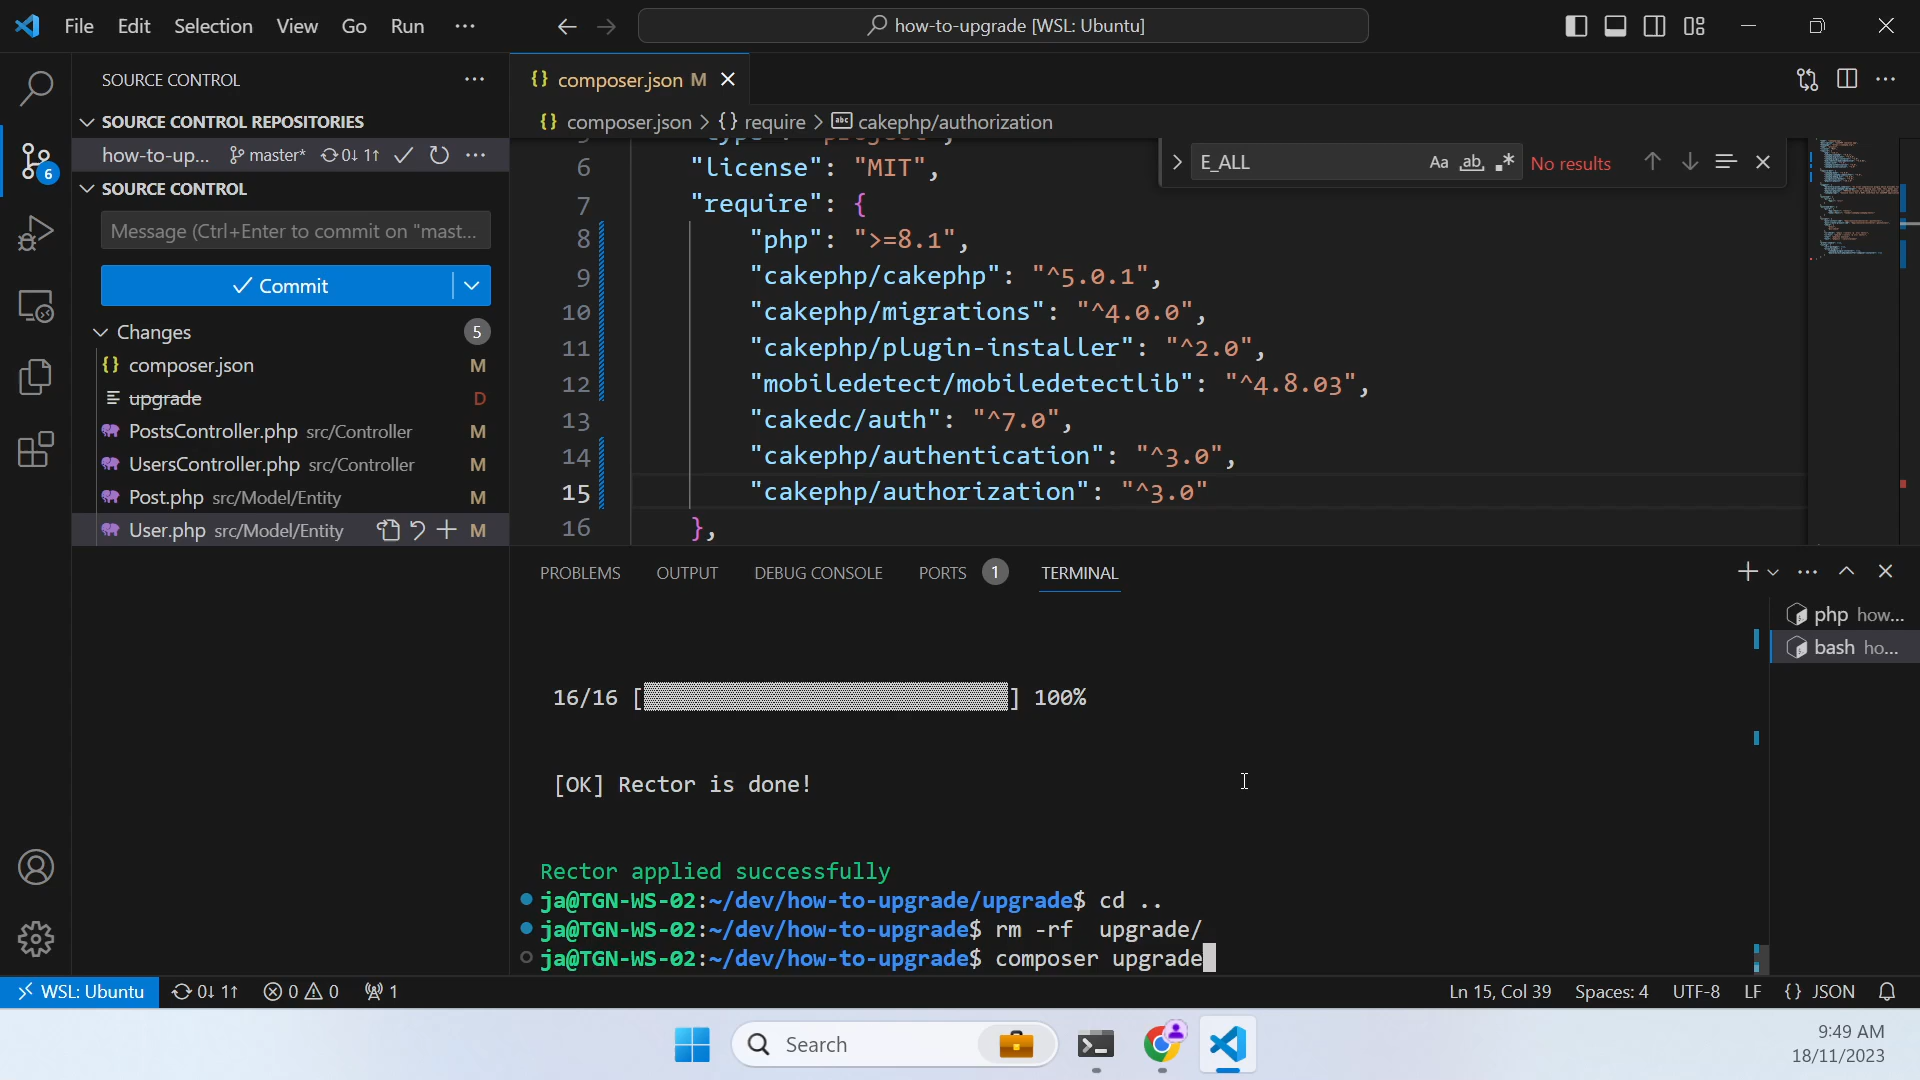 File Edit Selection View Go Run ···
how-to-upgrade [WSL: Ubuntu]
SOURCE CONTROL
SOURCE CONTROL REPOSITORIES
how-to-up... master* 0↓ 1↑
SOURCE CONTROL
Message (Ctrl+Enter to commit on "mast...
Commit
Changes 5
{} composer.json M
upgrade D
PostsController.php src/Controller M
UsersController.php src/Controller M
Post.php src/Model/Entity M
User.php src/Model/Entity M
6
{} composer.json M
{} composer.json > {} require > abc cakephp/authorization
E_ALL Aa ab No results
6 "license": "MIT",
7 "require": {
8 "php": ">=8.1",
9 "cakephp/cakephp": "^5.0.1",
10 "cakephp/migrations": "^4.0.0",
11 "cakephp/plugin-installer": "^2.0",
12 "mobiledetect/mobiledetectlib": "^4.8.03",
13 "cakedc/auth": "^7.0",
14 "cakephp/authentication": "^3.0",
15 "cakephp/authorization": "^3.0"
16 },
PROBLEMS OUTPUT DEBUG CONSOLE PORTS 1 TERMINAL
php how...
bash ho...
16/16 [] 100%
[OK] Rector is done!
Rector applied successfully
ja@TGN-WS-02:~/dev/how-to-upgrade/upgrade$ cd ..
ja@TGN-WS-02:~/dev/how-to-upgrade$ rm -rf  upgrade/
ja@TGN-WS-02:~/dev/how-to-upgrade$ composer upgrade
WSL: Ubuntu 0↓ 1↑ 0 0 1
Ln 15, Col 39 Spaces: 4 UTF-8 LF {} JSON
Search
9:49 AM
18/11/2023